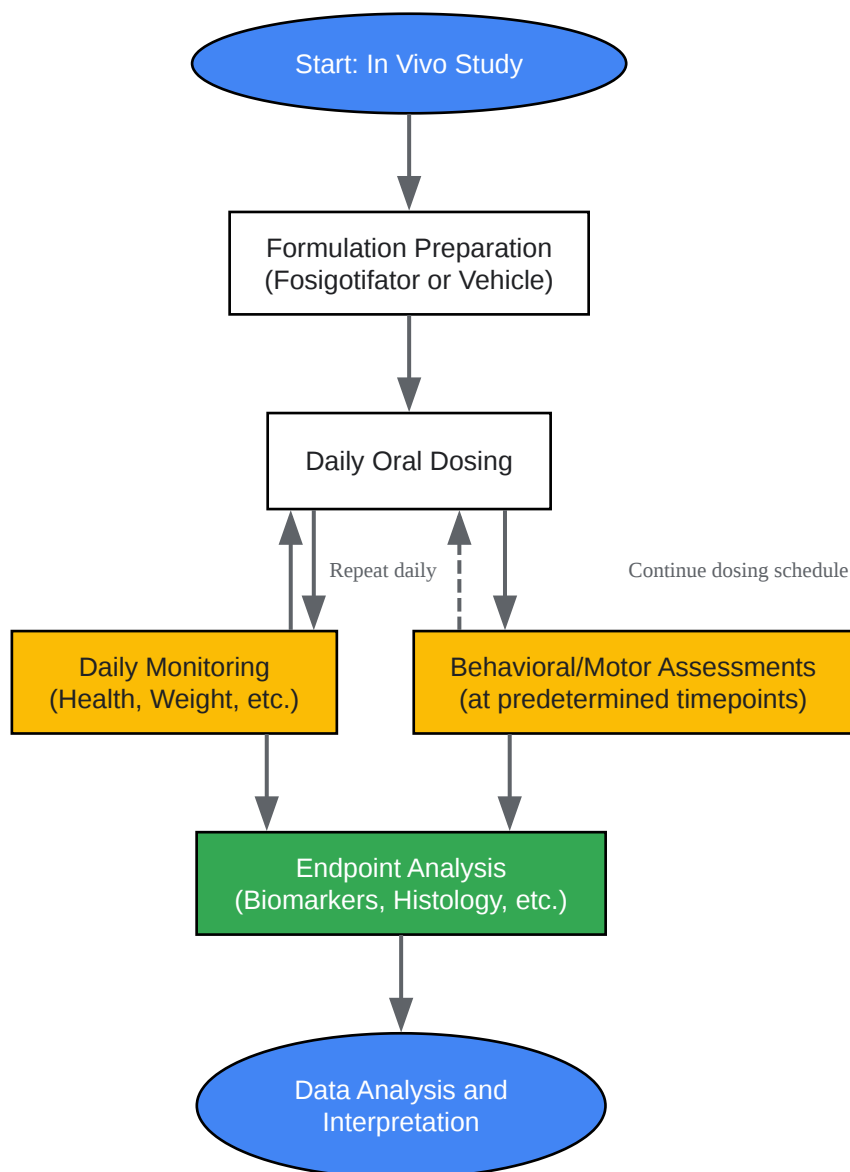 Start: In Vivo Study
Formulation Preparation
(Fosigotifator or Vehicle)
Daily Oral Dosing
Repeat daily
Continue dosing schedule
Daily Monitoring
(Health, Weight, etc.)
Behavioral/Motor Assessments
(at predetermined timepoints)
Endpoint Analysis
(Biomarkers, Histology, etc.)
Data Analysis and
Interpretation